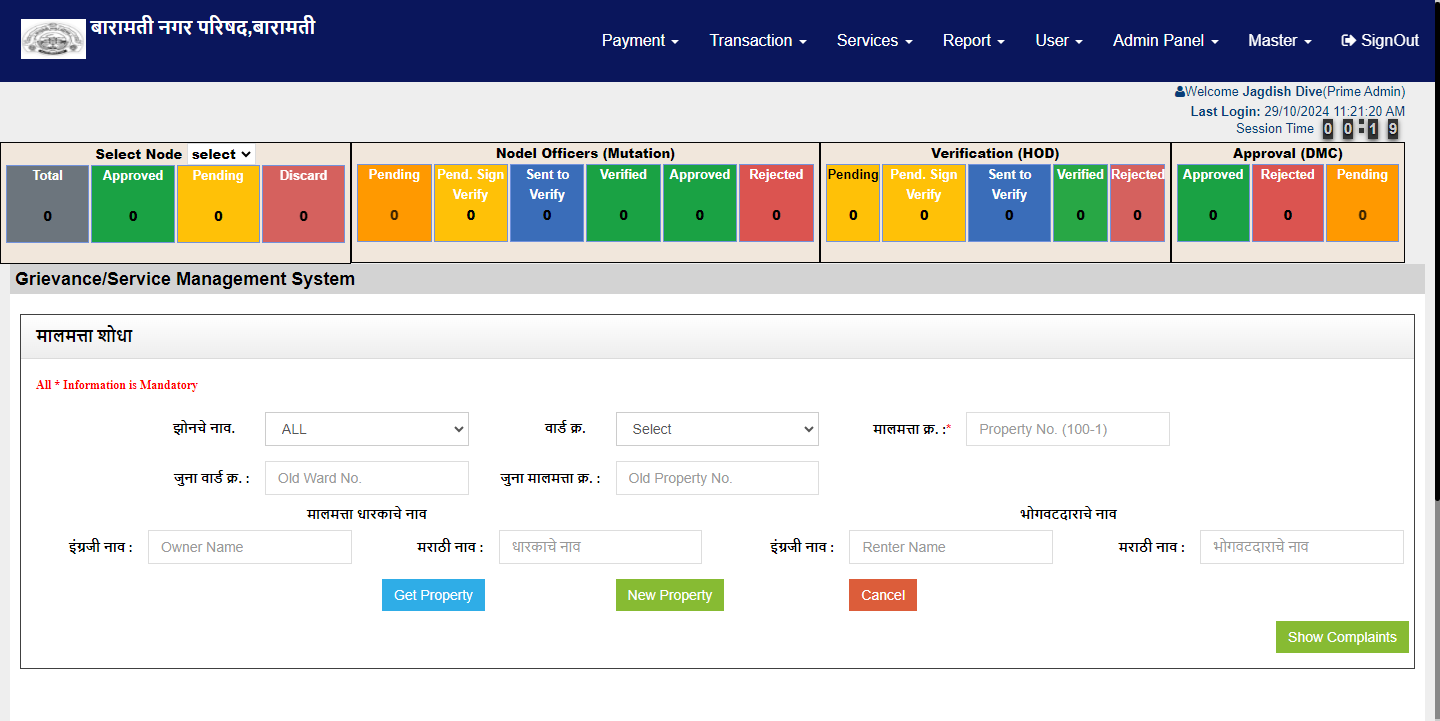 बारामती नगर परिषद,बारामती
Payment Transaction Services Report User Admin Panel Master SignOut
Welcome Jagdish Dive(Prime Admin)
Last Login: 29/10/2024 11:21:20 AM
Session Time 0 0 : 1 9
Select Node select
Total Approved Pending Discard
0 0 0 0
Nodel Officers (Mutation)
Pending Pend. Sign Verify Sent to Verify Verified Approved Rejected
0 0 0 0 0 0
Verification (HOD)
Pending Pend. Sign Verify Sent to Verify Verified Rejected
0 0 0 0 0
Approval (DMC)
Approved Rejected Pending
0 0 0
Grievance/Service Management System
मालमत्ता शोधा
All * Information is Mandatory
झोनचे नाव. ALL वार्ड क्र. Select मालमत्ता क्र. :* Property No. (100-1)
जुना वार्ड क्र. : Old Ward No. जुना मालमत्ता क्र. : Old Property No.
मालमत्ता धारकाचे नाव भोगवटदाराचे नाव
इंग्रजी नाव : Owner Name मराठी नाव : धारकाचे नाव इंग्रजी नाव : Renter Name मराठी नाव : भोगवटदाराचे नाव
Get Property New Property Cancel
Show Complaints